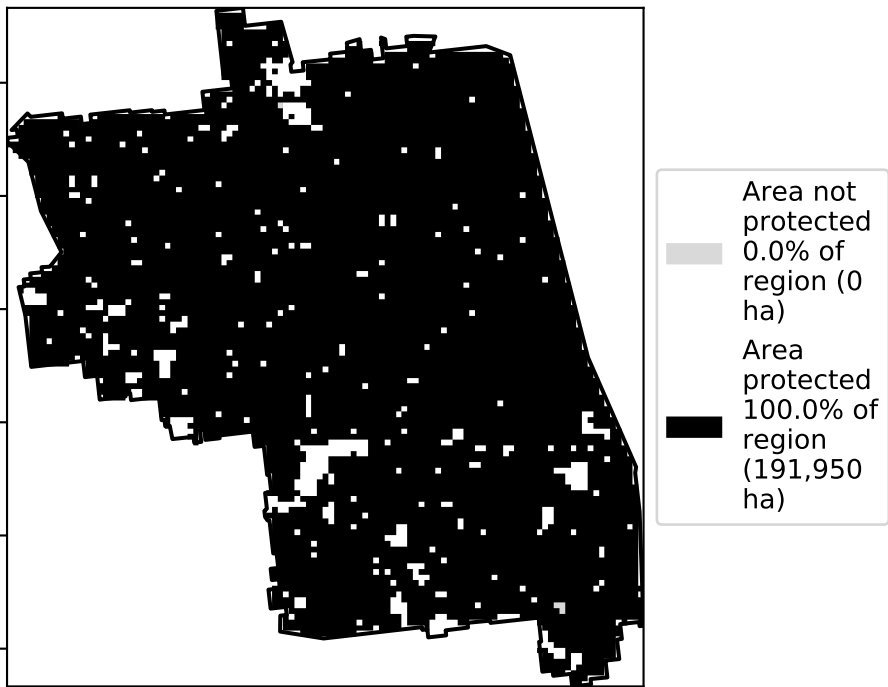 Area not
protected
0.0% of
region (0
ha)
Area
protected
100.0% of
region
(191,950
ha)